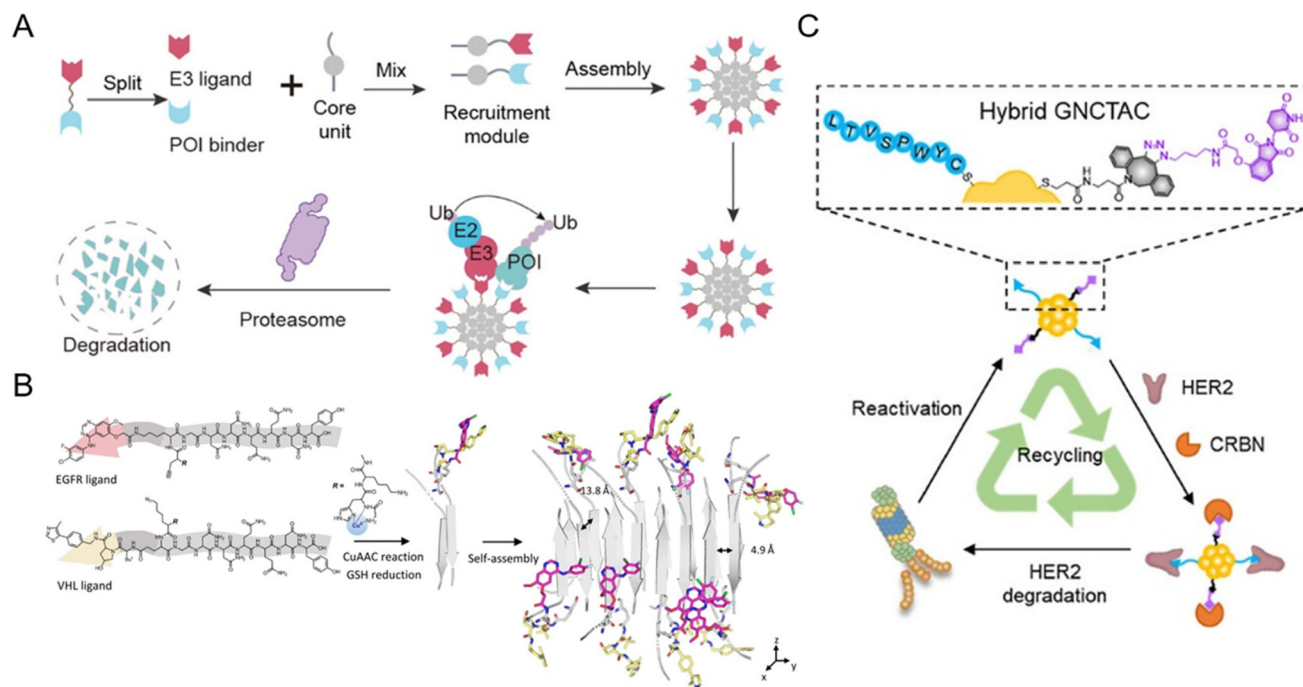 A
Split
E3 ligand
POI binder
+
Core
unit
Mix
Recruitment
module
Assembly
Ub
E2
E3
POI
Ub
Proteasome
Degradation
B
EGFR ligand
VHL ligand
R =
Cu²⁺
CuAAC reaction
GSH reduction
Self-assembly
13.8 Å
4.9 Å
z
y
x
C
Hybrid GNCTAC
L T V S P W Y C
S
S
O
N
H
N
O
N
N
N
H
N
O
O
O
N
O
O
NH
O
HER2
CRBN
Reactivation
Recycling
HER2
degradation